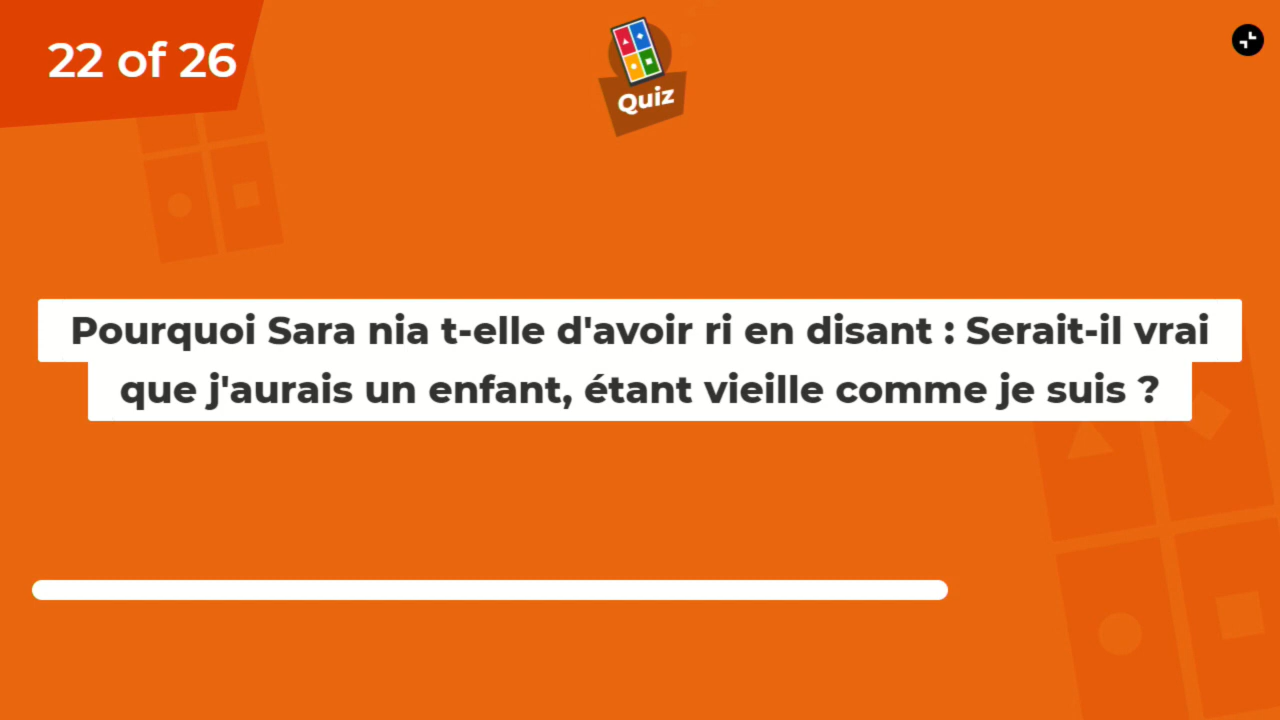 22 of 26
Quiz
Pourquoi Sara nia t-elle d'avoir ri en disant : Serait-il vrai
que j'aurais un enfant, étant vieille comme je suis ?